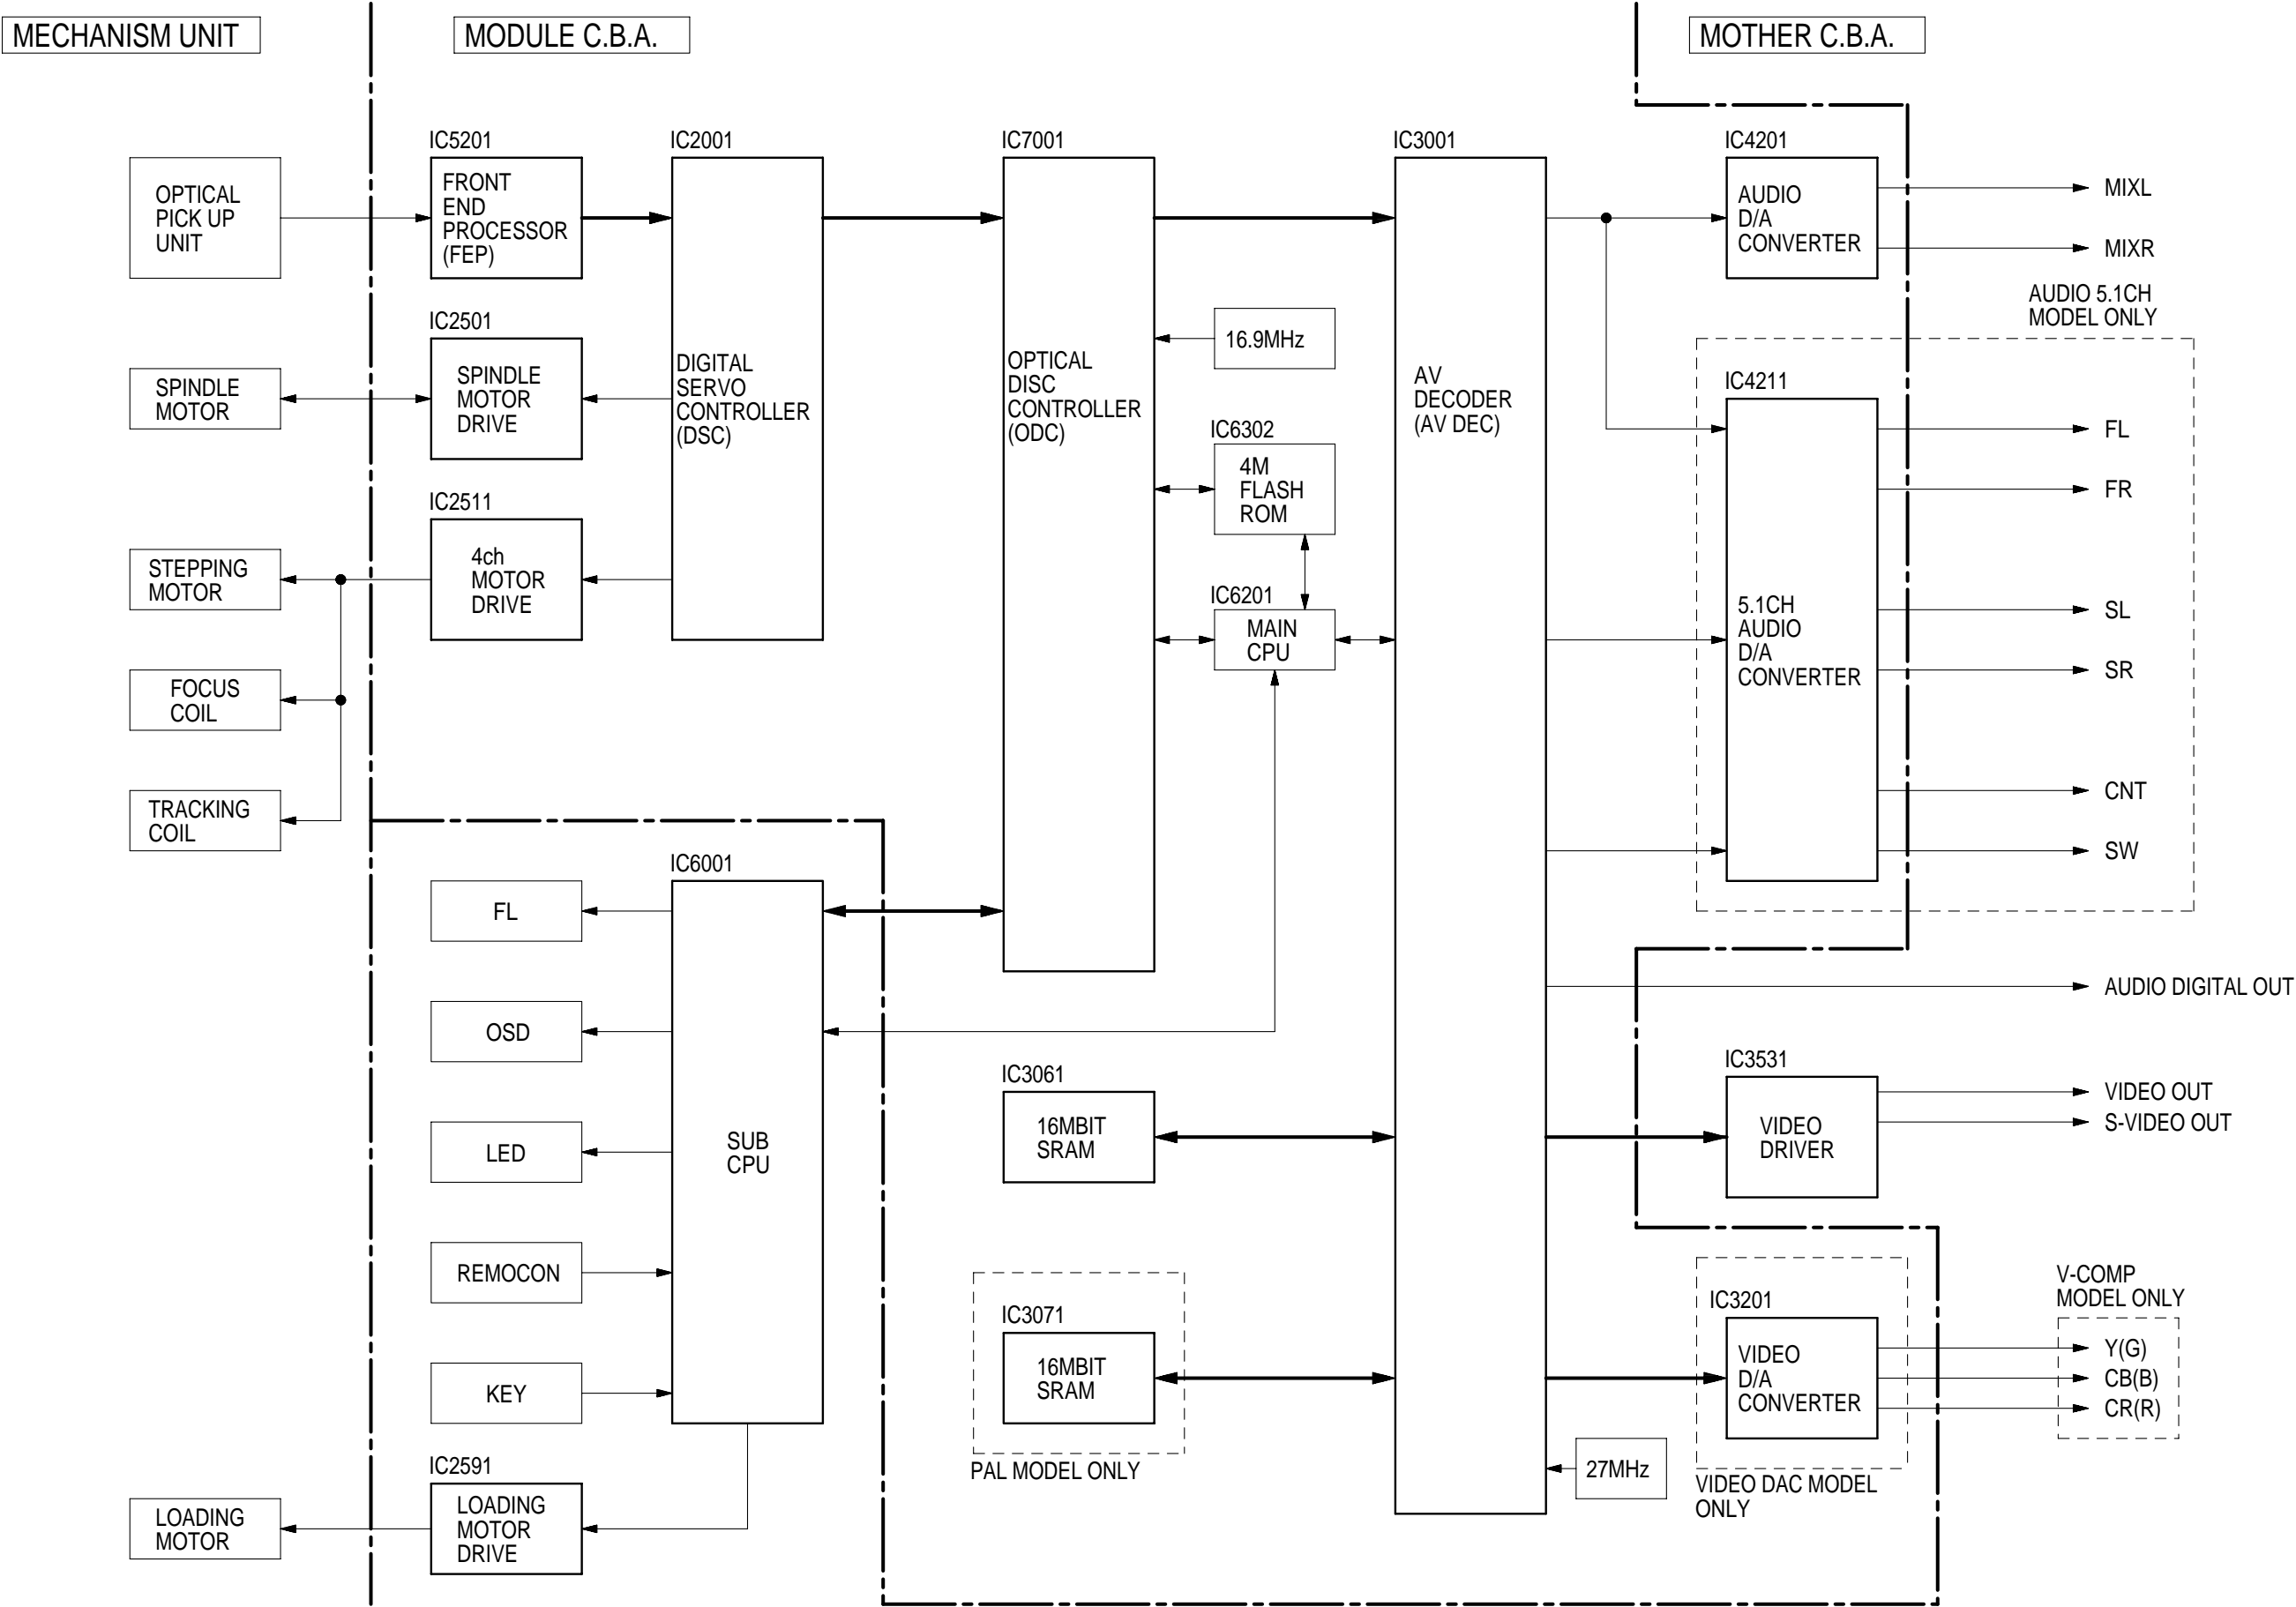 MECHANISM UNIT
MODULE C.B.A.
MOTHER C.B.A.
IC5201
FRONT
END
PROCESSOR
(FEP)
IC2001
DIGITAL
SERVO
CONTROLLER
(DSC)
IC7001
OPTICAL
DISC
CONTROLLER
(ODC)
IC3001
AV
DECODER
(AV DEC)
IC4201
AUDIO
D/A
CONVERTER
MIXL
MIXR
OPTICAL
PICK UP
UNIT
IC2501
SPINDLE
MOTOR
DRIVE
SPINDLE
MOTOR
16.9MHz
AUDIO 5.1CH
MODEL ONLY
IC4211
5.1CH
AUDIO
D/A
CONVERTER
FL
FR
SL
SR
CNT
SW
IC6302
4M
FLASH
ROM
IC6201
MAIN
CPU
IC2511
4ch
MOTOR
DRIVE
STEPPING
MOTOR
FOCUS
COIL
TRACKING
COIL
IC6001
SUB
CPU
FL
OSD
LED
REMOCON
KEY
IC2591
LOADING
MOTOR
DRIVE
LOADING
MOTOR
IC3061
16MBIT
SRAM
IC3071
16MBIT
SRAM
PAL MODEL ONLY
AUDIO DIGITAL OUT
IC3531
VIDEO
DRIVER
VIDEO OUT
S-VIDEO OUT
IC3201
VIDEO
D/A
CONVERTER
V-COMP
MODEL ONLY
Y(G)
CB(B)
CR(R)
27MHz
VIDEO DAC MODEL
ONLY